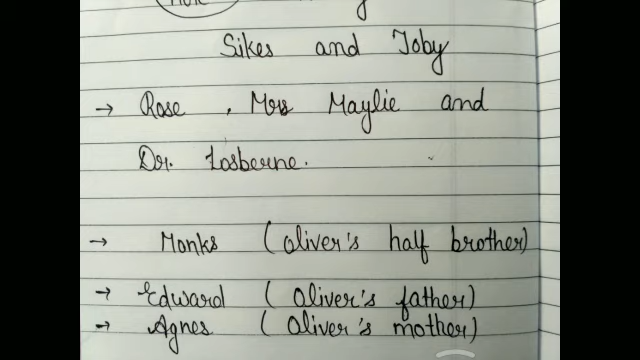 Sikes and Toby
→ Rose , Mrs Maylie and
Dr. Losberne.
→ Monks (Oliver's half brother)
→ Edward (Oliver's father)
→ Agnes (Oliver's mother)